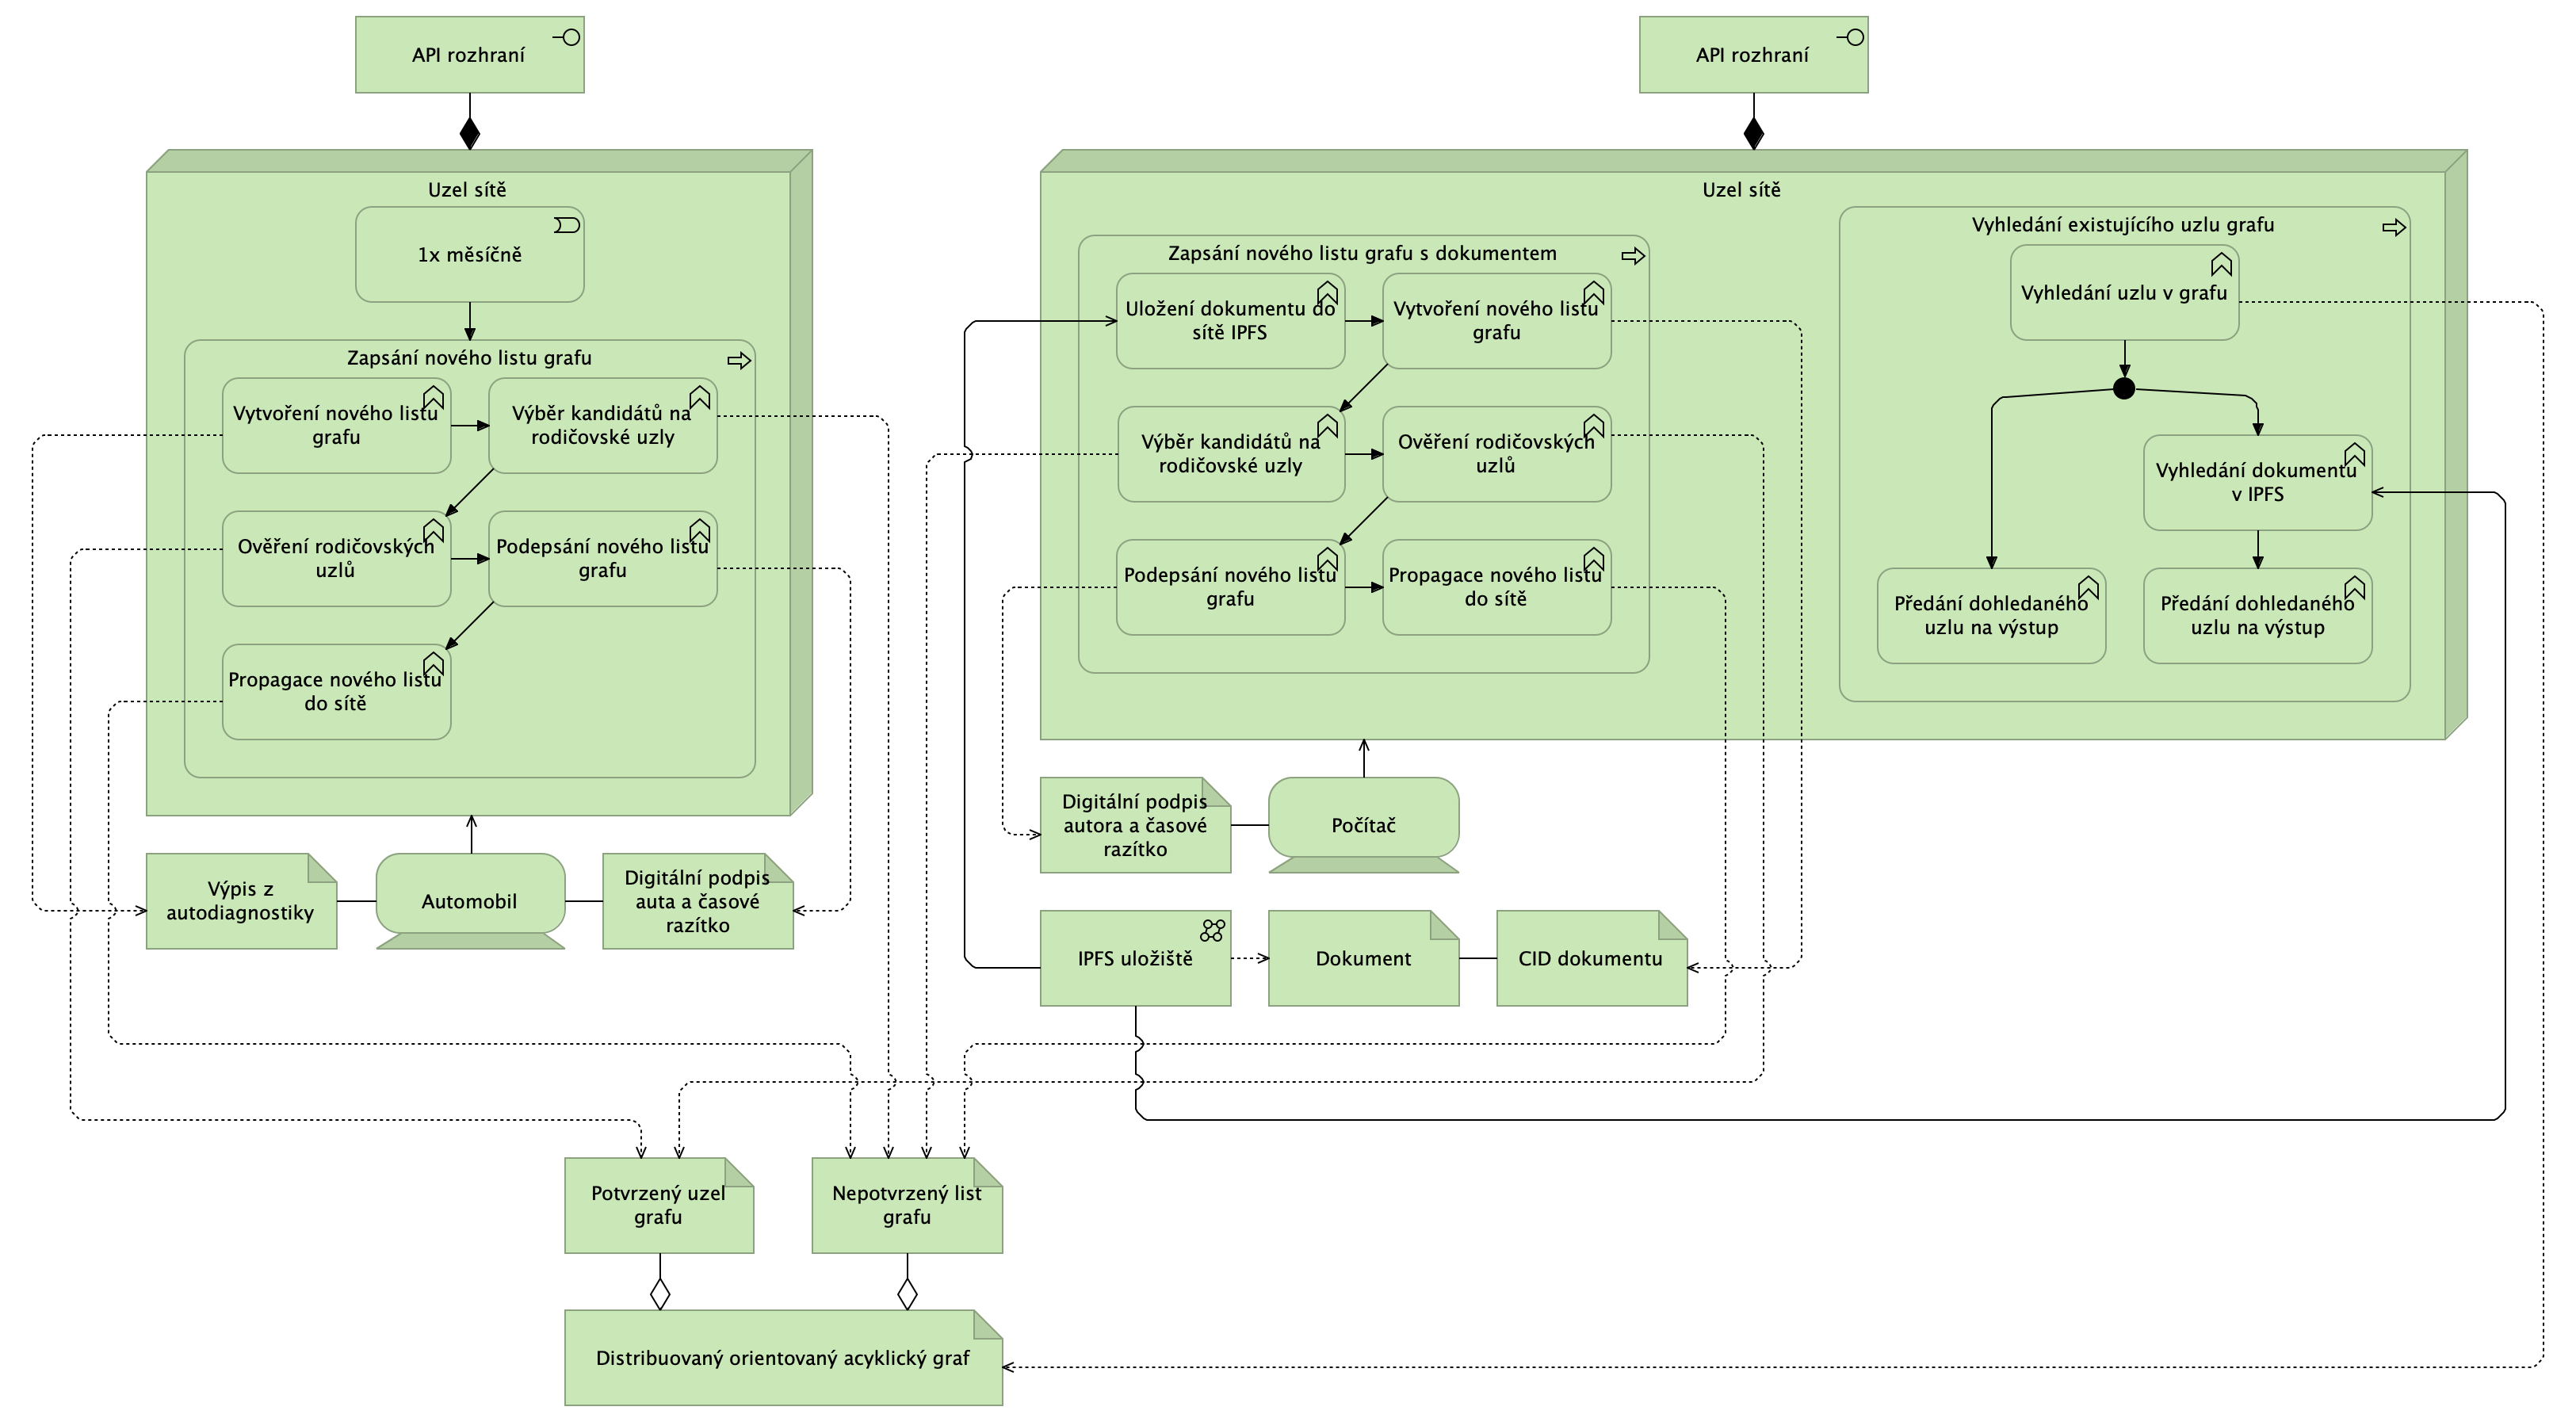 API rozhraní
API rozhraní
Uzel sítě
1x měsíčně
Zapsání nového listu grafu
Vytvoření nového listu
grafu
Výběr kandidátů na
rodičovské uzly
Ověření rodičovských
uzlů
Podepsání nového listu
grafu
Propagace nového listu
do sítě
Uzel sítě
Zapsání nového listu grafu s dokumentem
Uložení dokumentu do
sítě IPFS
Vytvoření nového listu
grafu
Výběr kandidátů na
rodičovské uzly
Ověření rodičovských
uzlů
Podepsání nového listu
grafu
Propagace nového listu
do sítě
Vyhledání existujícího uzlu grafu
Vyhledání uzlu v grafu
Vyhledání dokumentu
v IPFS
Předání dohledaného
uzlu na výstup
Předání dohledaného
uzlu na výstup
Výpis z
autodiagnostiky
Automobil
Digitální podpis
auta a časové
razítko
Digitální podpis
autora a časové
razítko
Počítač
IPFS uložiště
Dokument
CID dokumentu
Potvrzený uzel
grafu
Nepotvrzený list
grafu
Distribuovaný orientovaný acyklický graf